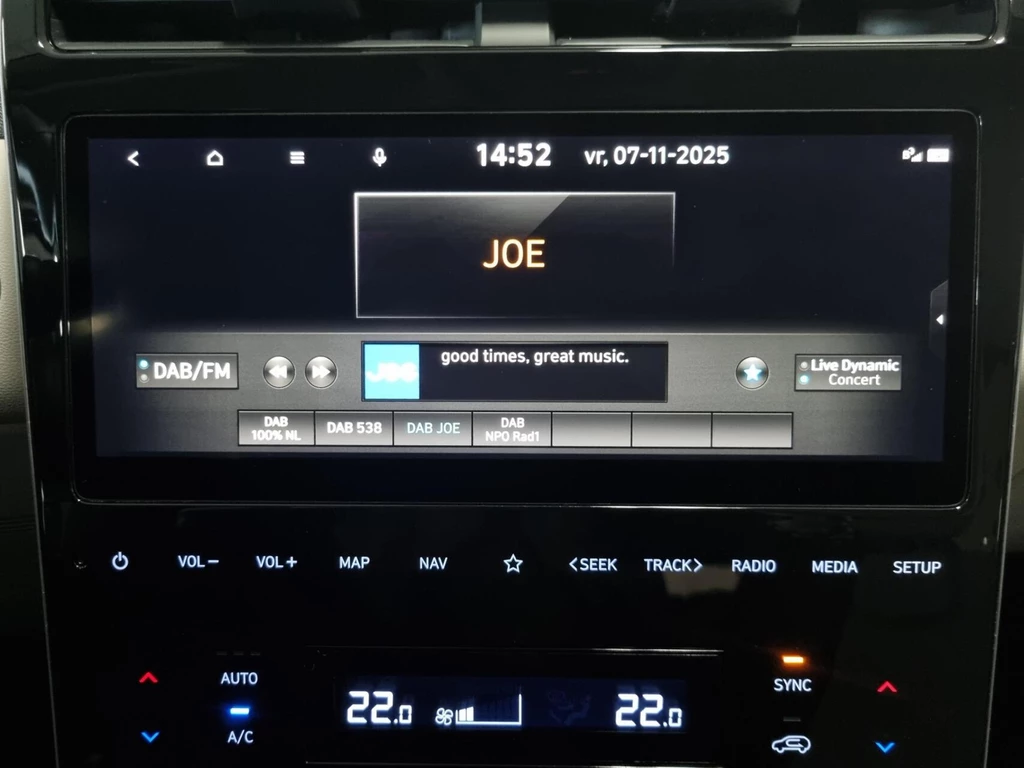 14:52 vr, 07-11-2025
JOE
DAB/FM
good times, great music.
Live Dynamic
Concert
DAB
100% NL
DAB 538
DAB JOE
DAB
NPO Rad1
VOL− VOL+ MAP NAV <SEEK TRACK> RADIO MEDIA SETUP
AUTO
A/C
22.0
22.0
SYNC